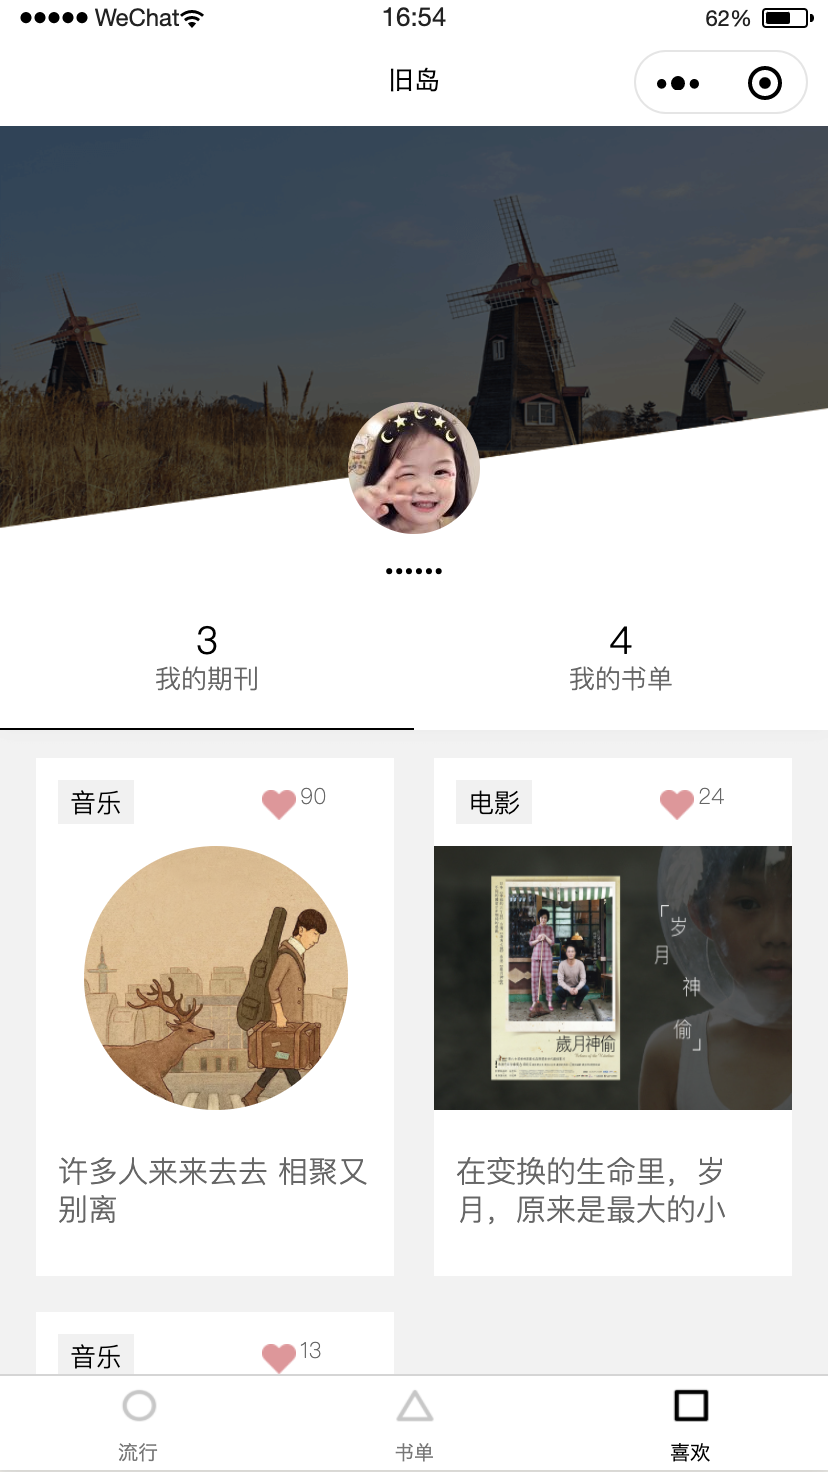 ●●●●● WeChat 16:54 62%
旧岛
••••••
3
我的期刊
4
我的书单
音乐 90
许多人来来去去 相聚又
别离
电影 24
「岁
月
神
偷」
歲月神偷
在变换的生命里，岁
月，原来是最大的小
音乐 13
流行 书单 喜欢